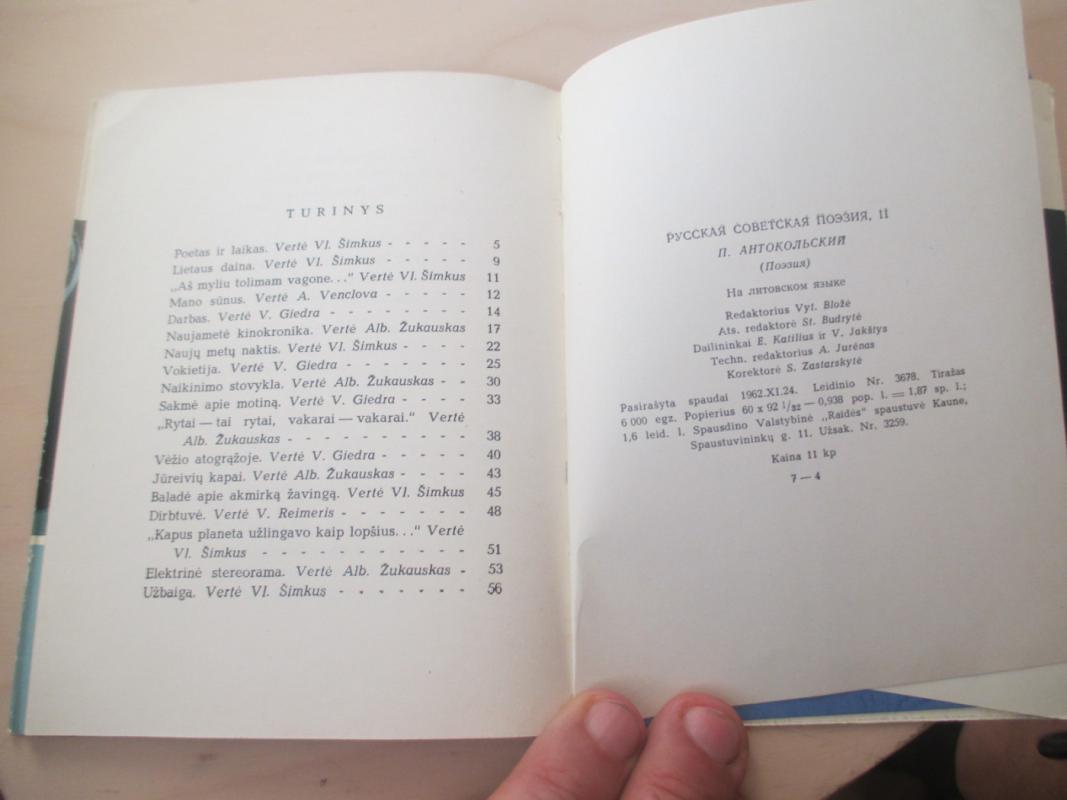 TURINYS
Poetas ir laikas. Vertė Vl. Šimkus - - - - - 5
Lietaus daina. Vertė Vl. Šimkus - - - - - 9
„Aš myliu tolimam vagone...“ Vertė Vl. Šimkus 11
Mano sūnus. Vertė A. Venclova - - - - - 12
Darbas. Vertė V. Giedra - - - - - - - 14
Naujametė kinokronika. Vertė Alb. Žukauskas 17
Naujų metų naktis. Vertė Vl. Šimkus - - - - 22
Vokietija. Vertė V. Giedra - - - - - - 25
Naikinimo stovykla. Vertė Alb. Žukauskas - - 30
Sakmė apie motiną. Vertė V. Giedra - - - - 33
„Rytai — tai rytai, vakarai — vakarai.“ Vertė
Alb. Žukauskas - - - - - - - - - 38
Vėžio atogrąžoje. Vertė V. Giedra - - - - 40
Jūreivių kapai. Vertė Alb. Žukauskas - - - - 43
Baladė apie akmirką žavingą. Vertė Vl. Šimkus 45
Dirbtuvė. Vertė V. Reimeris - - - - - - 48
„Kapus planeta užlingavo kaip lopšius...“ Vertė
Vl. Šimkus - - - - - - - - - - 51
Elektrinė stereorama. Vertė Alb. Žukauskas - 53
Užbaiga. Vertė Vl. Šimkus - - - - - - 56
РУССКАЯ СОВЕТСКАЯ ПОЭЗИЯ, II
П. АНТОКОЛЬСКИЙ
(Поэзия)
На литовском языке
Redaktorius Vyt. Bložė
Ats. redaktorė St. Budrytė
Dailininkai E. Katilius ir V. Jakštys
Techn. redaktorius A. Jurėnas
Korektorė S. Zastarskytė
Pasirašyta spaudai 1962.XI.24. Leidinio Nr. 3678. Tiražas
6 000 egz. Popierius 60 x 92 1/32 — 0,938 pop. l. = 1,87 sp. l.;
1,6 leid. l. Spausdino Valstybinė „Raidės“ spaustuvė Kaune,
Spaustuvininkų g. 11. Užsak. Nr. 3259.
Kaina 11 kp
7 — 4